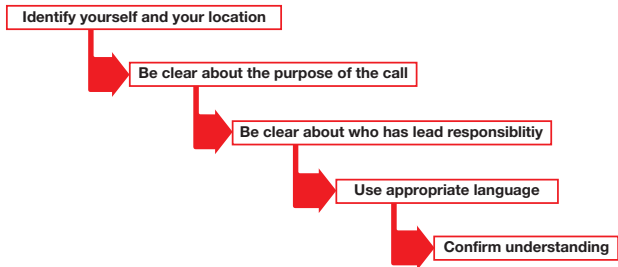 Identify yourself and your location
Be clear about the purpose of the call
Be clear about who has lead responsiblitiy
Use appropriate language
Confirm understanding